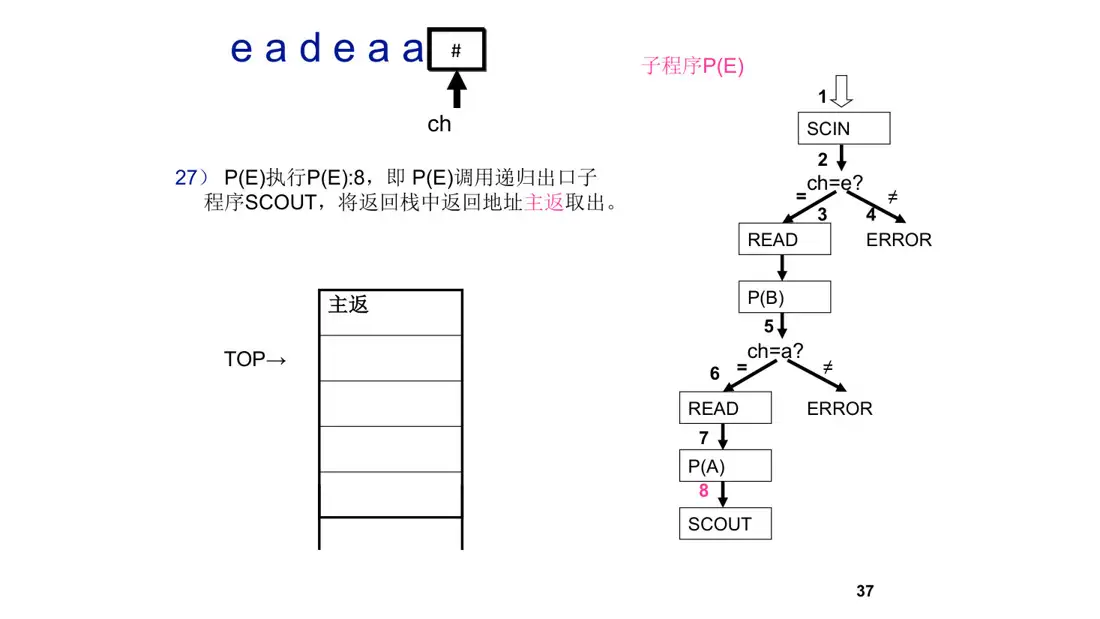 e a d e a a #
ch
27） P(E)执行P(E):8，即 P(E)调用递归出口子
程序SCOUT，将返回栈中返回地址主返取出。
主返
TOP→
子程序P(E)
1
SCIN
2
ch=e?
= ≠
3 4
READ ERROR
P(B)
5
ch=a?
6 = ≠
READ ERROR
7
P(A)
8
SCOUT
37